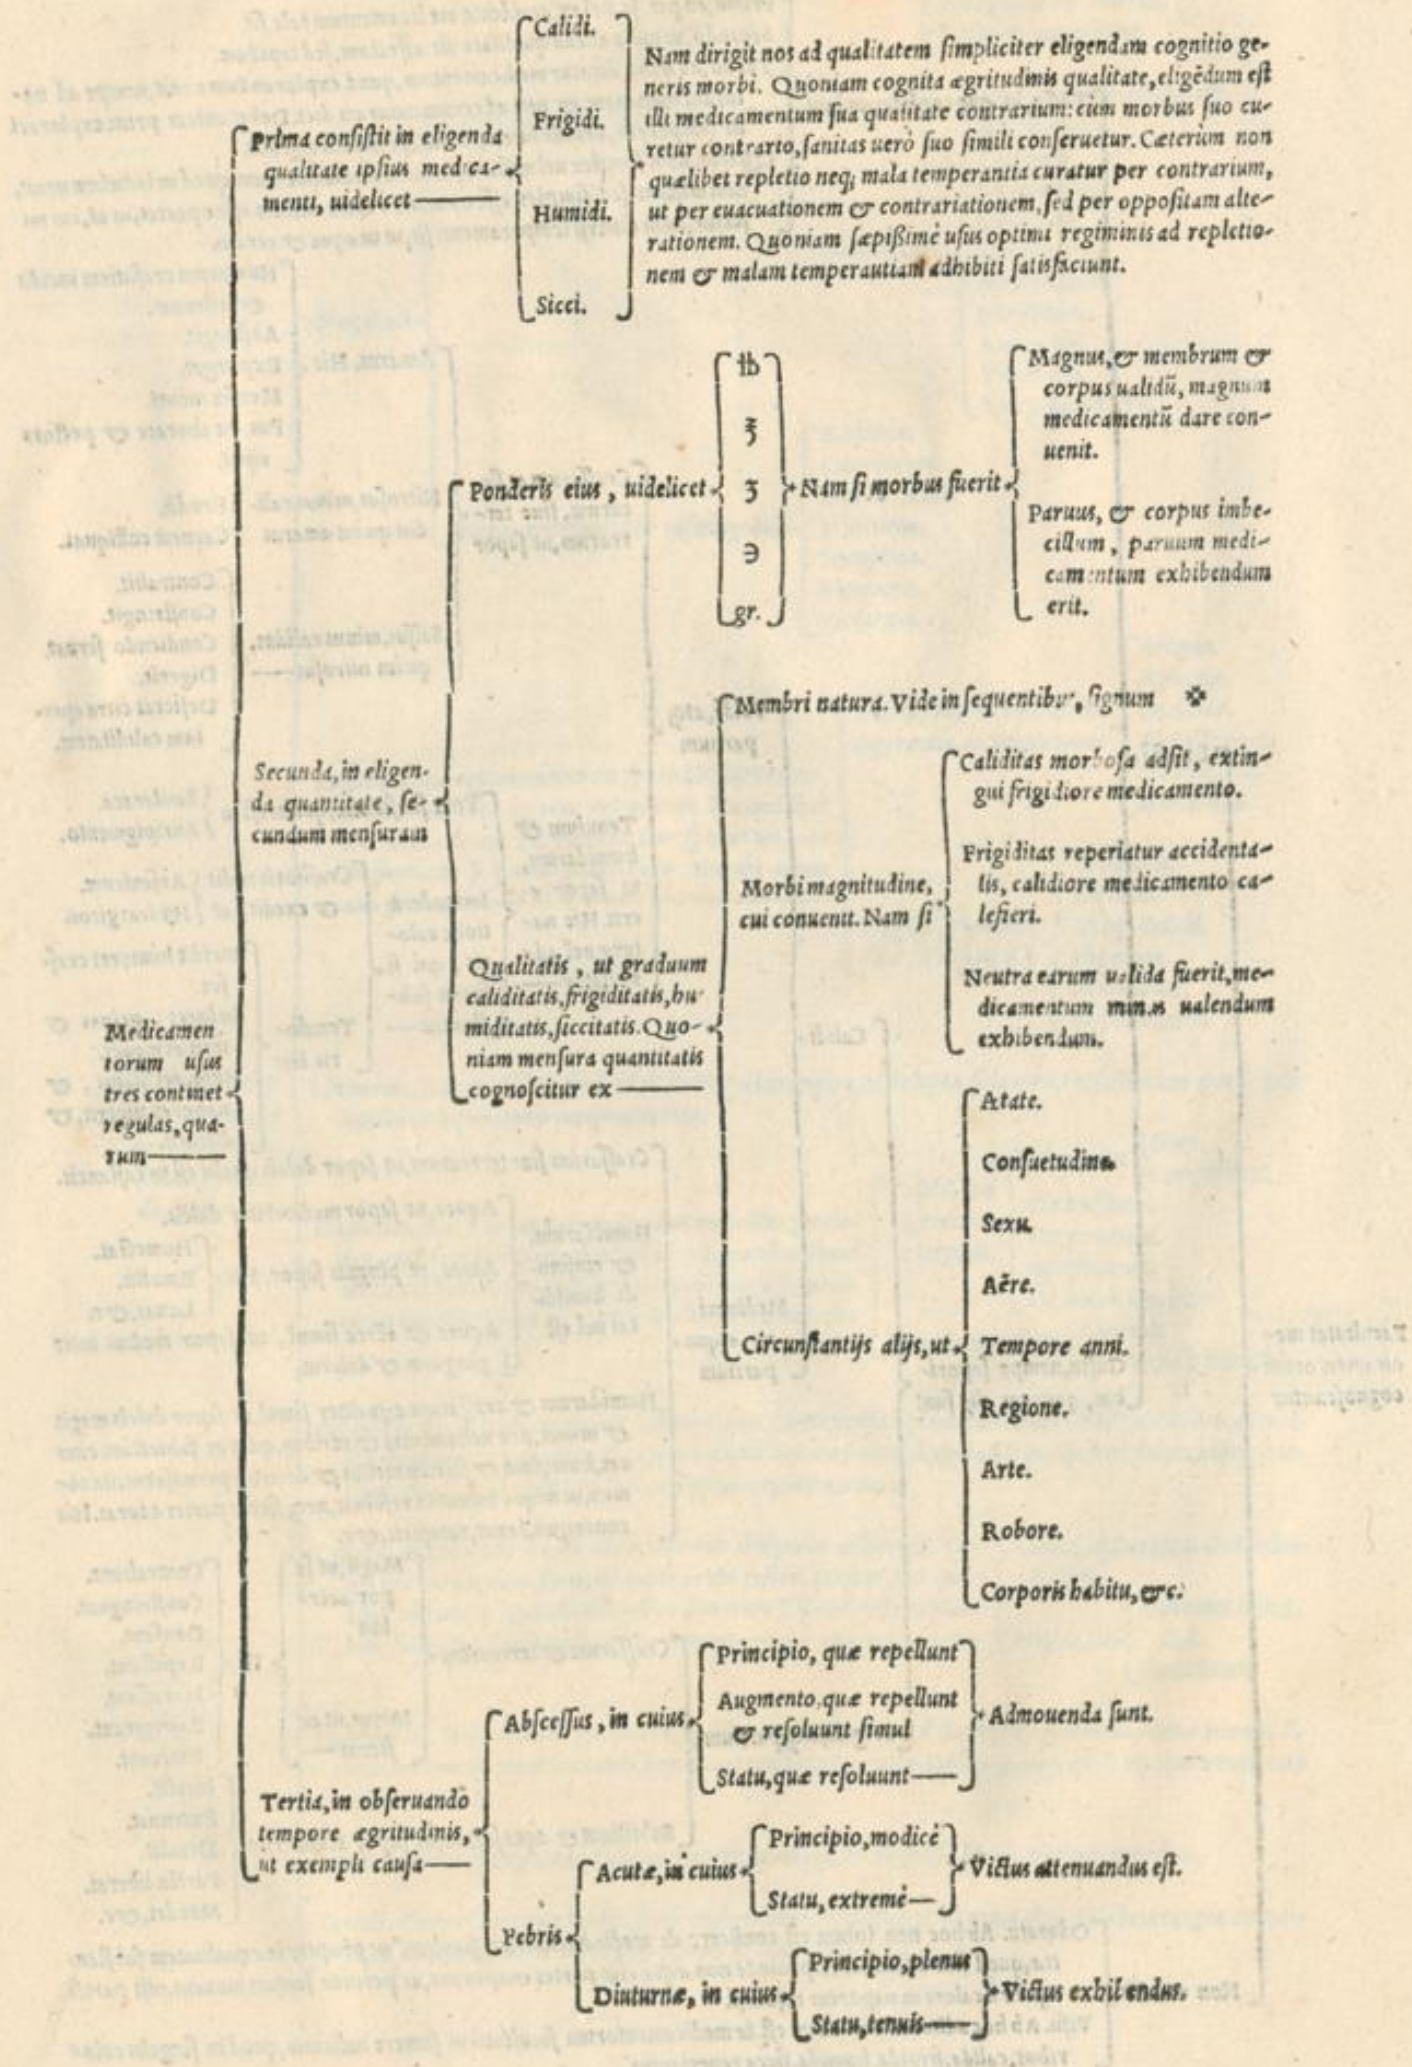 Medicamen
torum usus
tres continet
regulas, qua-
rum
Prima consistit in eligenda
qualitate ipsius medica-
menti, uidelicet
Calidi.
Frigidi.
Humidi.
Sicci.
Nam dirigit nos ad qualitatem simpliciter eligendam cognitio ge-
neris morbi. Quoniam cognita ægritudinis qualitate, eligẽdum est
illi medicamentum sua qualitate contrarium: cùm morbus suo cu-
retur contrario, sanitas uerò suo simili conseruetur. Cæterùm non
quælibet repletio neq; mala temperantia curatur per contrarium,
ut per euacuationem & contrariationem, sed per oppositam alte-
rationem. Quoniam sæpißimè usus optimi regiminis ad repletio-
nem & malam temperautiam adhibiti satisfaciunt.
Secunda, in eligen-
da quantitate, se-
cundum mensuram
Ponderis eius, uidelicet
℔
℥
ʒ
℈
gr.
Nam si morbus fuerit
Magnus, & membrum &
corpus ualidũ, magnum
medicamentũ dare con-
uenit.
Paruus, & corpus imbe-
cillum, paruum medi-
camentum exhibendum
erit.
Qualitatis, ut graduum
caliditatis, frigiditatis, hu-
miditatis, siccitatis. Quo-
niam mensura quantitatis
cognoscitur ex
Membri natura. Vide in sequentibus, signum ✠
Morbi magnitudine,
cui conuenit. Nam si
Caliditas morbosa adsit, extin-
gui frigidiore medicamento.
Frigiditas reperiatur accidenta-
lis, calidiore medicamento ca-
lefieri.
Neutra earum ualida fuerit, me-
dicamentum minus ualendum
exhibendum.
Circunstantijs alijs, ut
Aetate.
Consuetudine.
Sexu.
Aëre.
Tempore anni.
Regione.
Arte.
Robore.
Corporis habitu, &c.
Tertia, in obseruando
tempore ægritudinis,
ut exempli causa
Abscessus, in cuius
Principio, quæ repellunt
Augmento, quæ repellunt
& resoluunt simul
Statu, quæ resoluunt
Admouenda sunt.
Febris
Acutæ, in cuius
Principio, modicè
Statu, extremè
Victus attenuandus est.
Diuturnæ, in cuius
Principio, plenus
Statu, tenuis
Victus exhibendus.